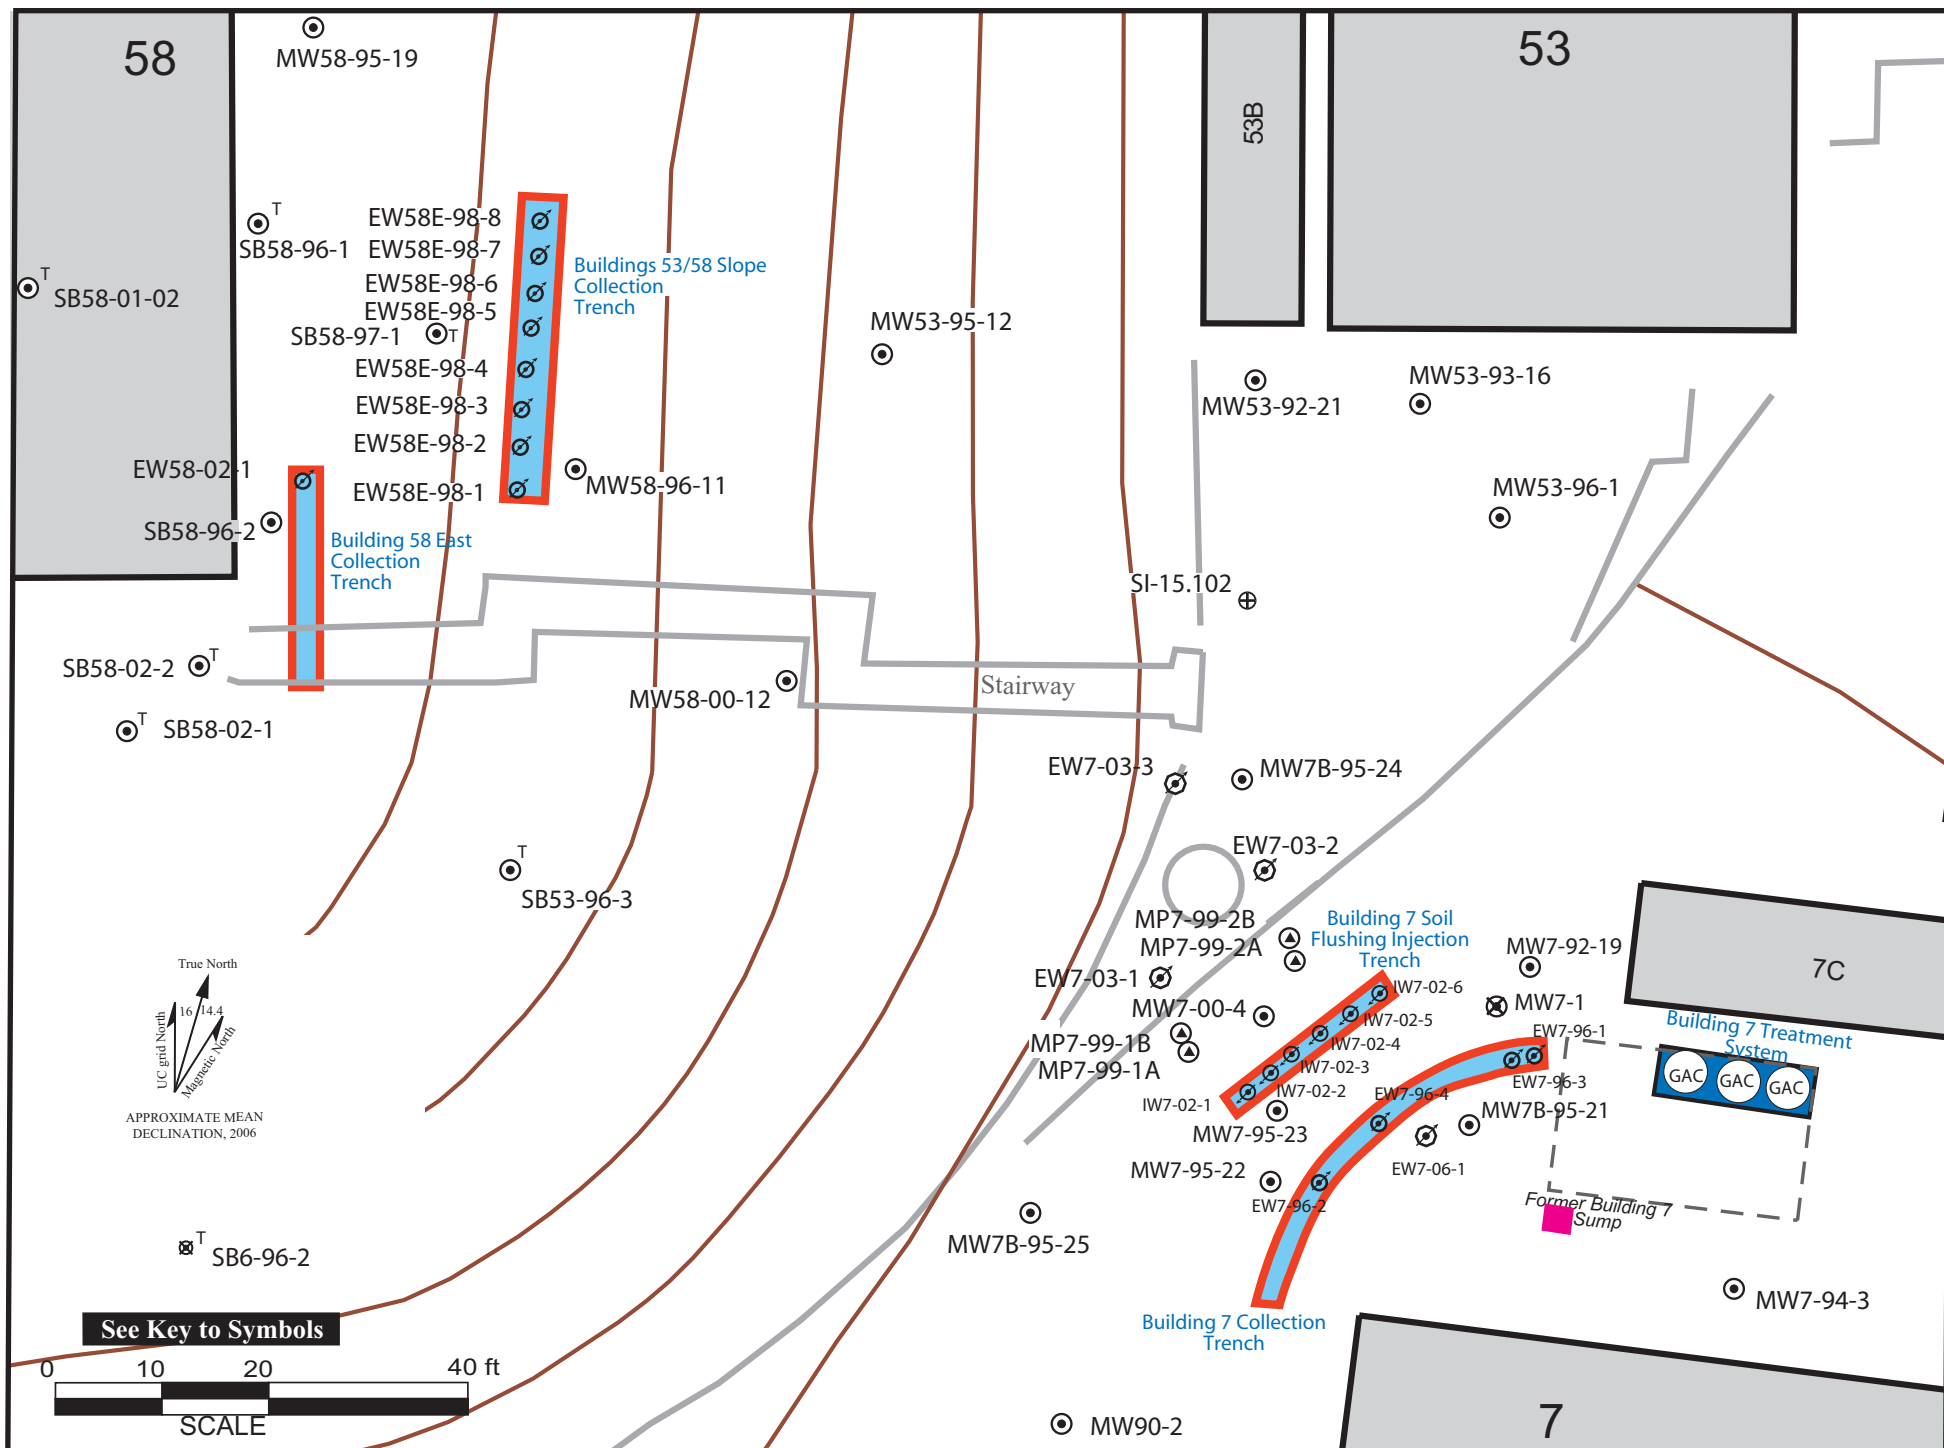 58
MW58-95-19
53
53B
T
SB58-96-1
T
SB58-01-02
EW58E-98-8
EW58E-98-7
EW58E-98-6
EW58E-98-5
SB58-97-1
T
EW58E-98-4
EW58E-98-3
EW58E-98-2
EW58E-98-1
Buildings 53/58 Slope
Collection
Trench
MW53-95-12
MW53-92-21
MW53-93-16
MW53-96-1
EW58-02-1
SB58-96-2
MW58-96-11
Building 58 East
Collection
Trench
SI-15.102
T
SB58-02-2
T
SB58-02-1
MW58-00-12
Stairway
EW7-03-3
MW7B-95-24
EW7-03-2
T
SB53-96-3
MP7-99-2B
MP7-99-2A
Building 7 Soil
Flushing Injection
Trench
EW7-03-1
MW7-00-4
MP7-99-1B
MP7-99-1A
IW7-02-6
IW7-02-5
IW7-02-4
IW7-02-3
IW7-02-2
IW7-02-1
MW7-95-23
MW7-92-19
MW7-1
EW7-96-1
EW7-96-3
EW7-96-4
7C
Building 7 Treatment
System
GAC
GAC
GAC
MW7B-95-21
EW7-06-1
MW7-95-22
EW7-96-2
MW7B-95-25
Former Building 7
Sump
True North
16
14.4
UC grid North
Magnetic North
APPROXIMATE MEAN
DECLINATION, 2006
T
SB6-96-2
MW7-94-3
Building 7 Collection
Trench
See Key to Symbols
0 10 20 40 ft
SCALE
MW90-2
7